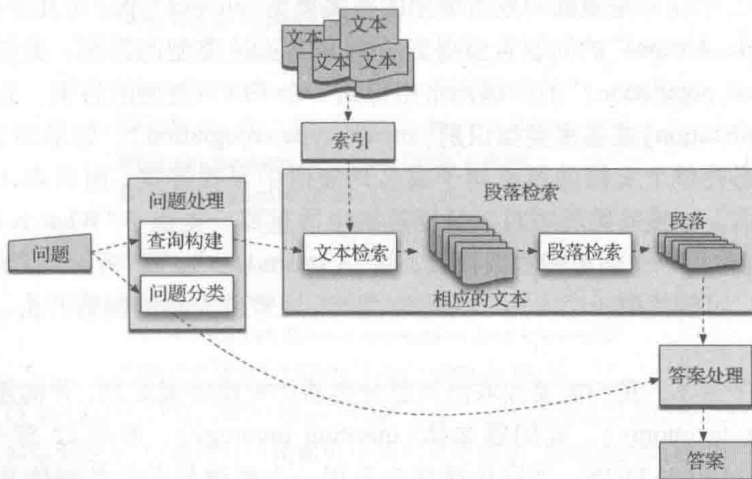 文本
文本
文本
文本
索引
问题处理
段落检索
问题
查询构建
文本检索
段落检索
段落
问题分类
相应的文本
答案处理
答案